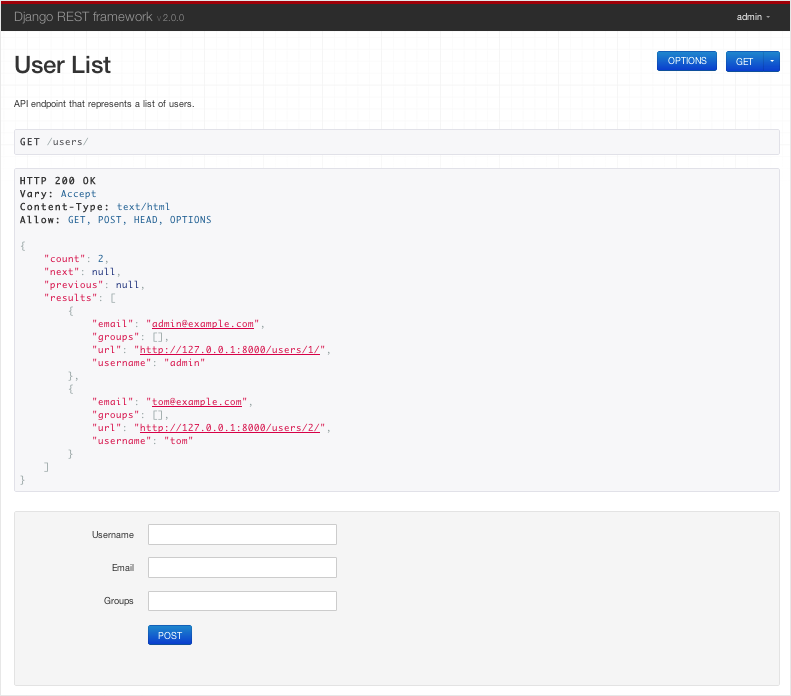 Django REST framework v 2.0.0
admin
User List
OPTIONS
GET
API endpoint that represents a list of users.
GET /users/
HTTP 200 OK
Vary: Accept
Content-Type: text/html
Allow: GET, POST, HEAD, OPTIONS
{
    "count": 2,
    "next": null,
    "previous": null,
    "results": [
        {
            "email": "admin@example.com",
            "groups": [],
            "url": "http://127.0.0.1:8000/users/1/",
            "username": "admin"
        },
        {
            "email": "tom@example.com",
            "groups": [],
            "url": "http://127.0.0.1:8000/users/2/",
            "username": "tom"
        }
    ]
}
Username
Email
Groups
POST